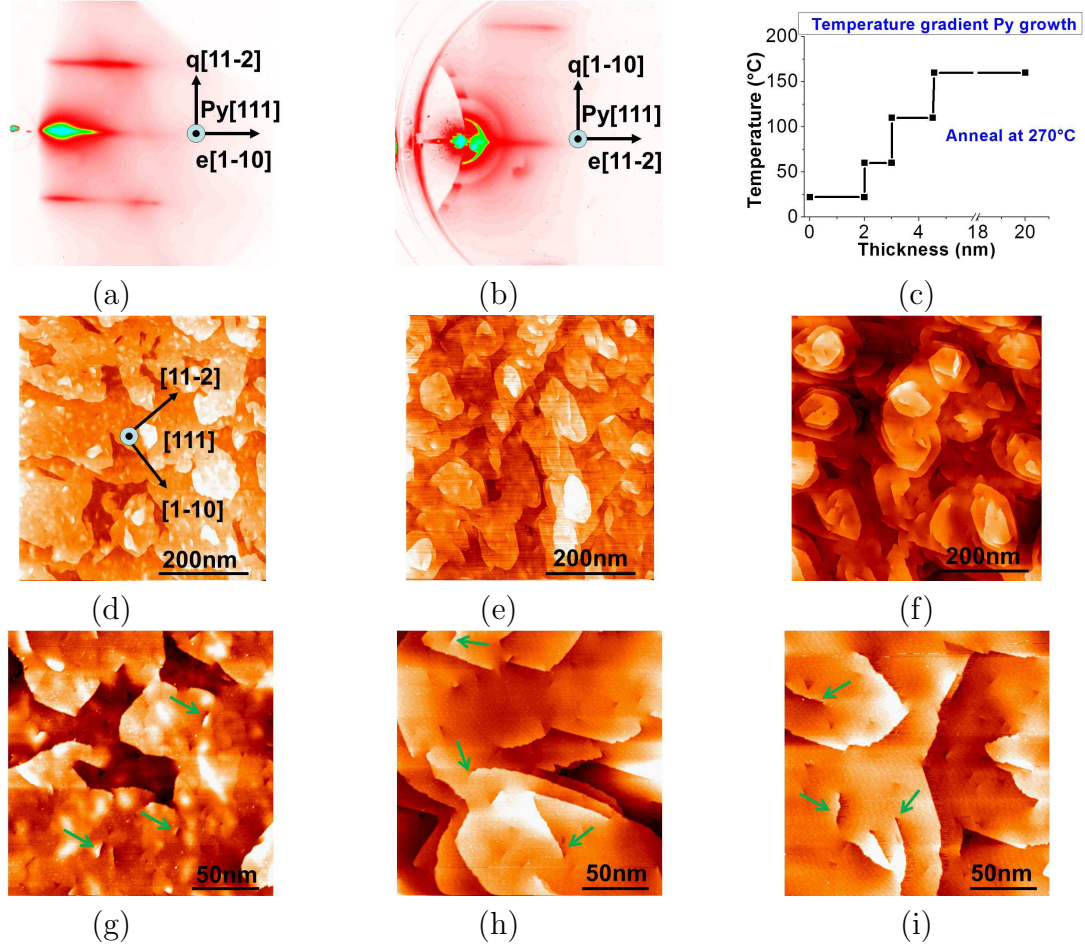 q[11-2]
Py[111]
e[1-10]
(a)
q[1-10]
Py[111]
e[11-2]
(b)
Temperature gradient Py growth
200
150
100
50
0
Temperature (°C)
Anneal at 270°C
0 2 4 18 20
Thickness (nm)
(c)
[11-2]
[111]
[1-10]
200nm
(d)
200nm
(e)
200nm
(f)
50nm
(g)
50nm
(h)
50nm
(i)